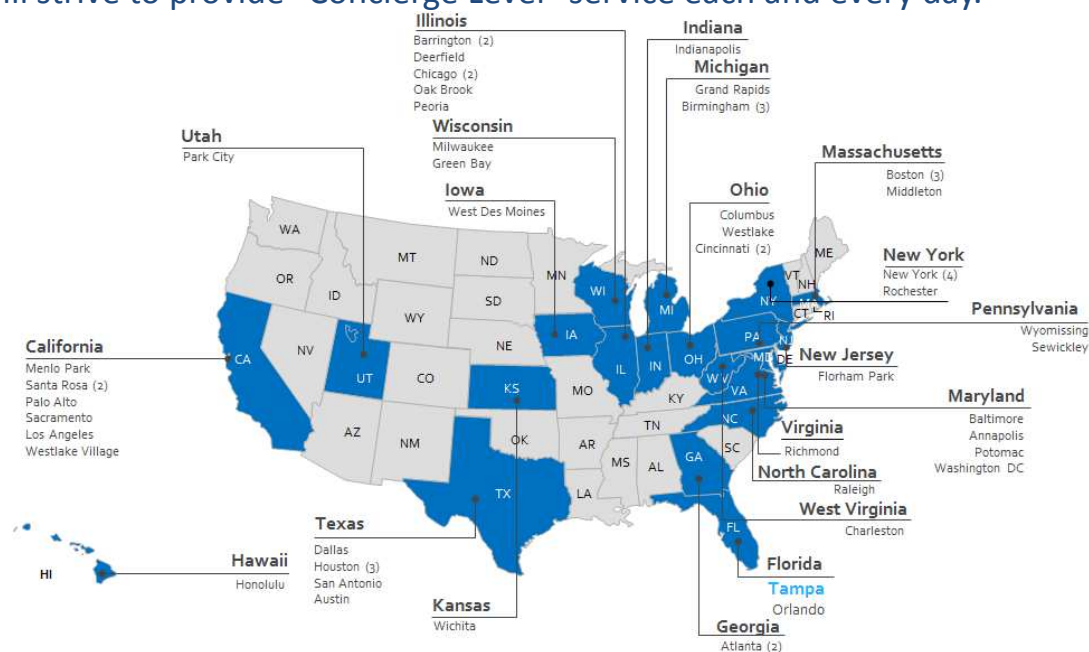 strive to provide "Concierge Level" service each and every day.
Illinois
Barrington (2)
Deerfield
Chicago (2)
Oak Brook
Peoria
Indiana
Indianapolis
Michigan
Grand Rapids
Birmingham (3)
Utah
Park City
Wisconsin
Milwaukee
Green Bay
Iowa
West Des Moines
Ohio
Columbus
Westlake
Cincinnati (2)
Massachusetts
Boston (3)
Middleton
New York
New York (4)
Rochester
Pennsylvania
Wyomissing
Sewickley
New Jersey
Florham Park
Maryland
Baltimore
Annapolis
Potomac
Washington DC
Virginia
Richmond
North Carolina
Raleigh
West Virginia
Charleston
Florida
Tampa
Orlando
Georgia
Atlanta (2)
Kansas
Wichita
Texas
Dallas
Houston (3)
San Antonio
Austin
Hawaii
Honolulu
California
Menlo Park
Santa Rosa (2)
Palo Alto
Sacramento
Los Angeles
Westlake Village
WA
OR
ID
MT
ND
MN
SD
WY
NE
NV
UT
CO
KS
CA
AZ
NM
OK
TX
IA
WI
IL
MO
AR
LA
MS
AL
TN
KY
IN
MI
OH
WV
VA
NC
SC
GA
FL
PA
NY
VT
NH
ME
CT
RI
NJ
DE
MD
HI